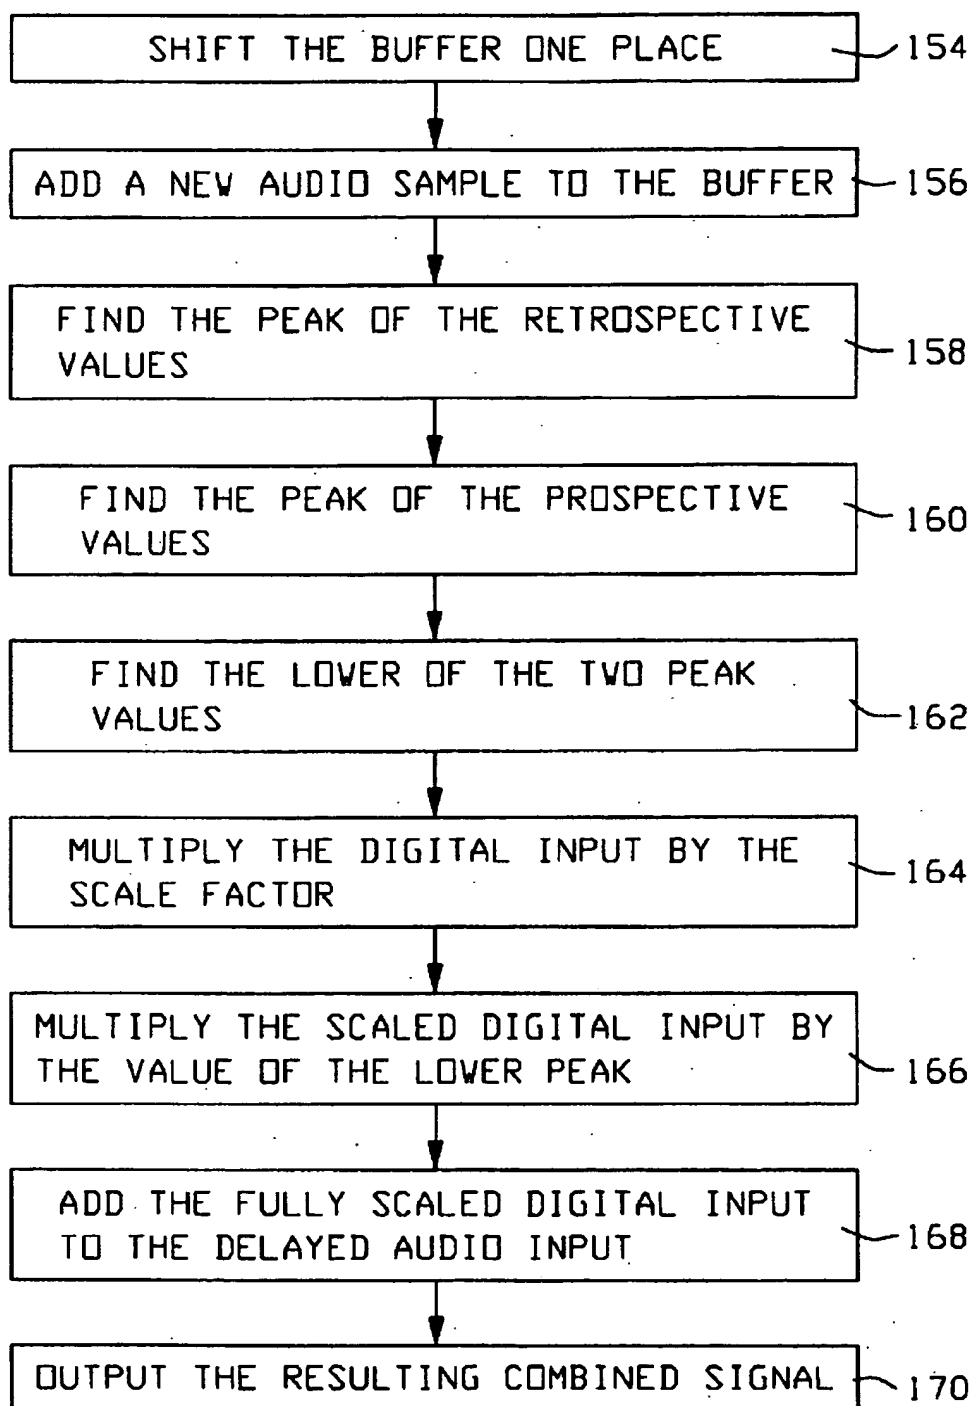 SHIFT THE BUFFER ONE PLACE 154
ADD A NEW AUDIO SAMPLE TO THE BUFFER 156
FIND THE PEAK OF THE RETROSPECTIVE
VALUES 158
FIND THE PEAK OF THE PROSPECTIVE
VALUES 160
FIND THE LOWER OF THE TWO PEAK
VALUES 162
MULTIPLY THE DIGITAL INPUT BY THE
SCALE FACTOR 164
MULTIPLY THE SCALED DIGITAL INPUT BY
THE VALUE OF THE LOWER PEAK 166
ADD THE FULLY SCALED DIGITAL INPUT
TO THE DELAYED AUDIO INPUT 168
OUTPUT THE RESULTING COMBINED SIGNAL 170